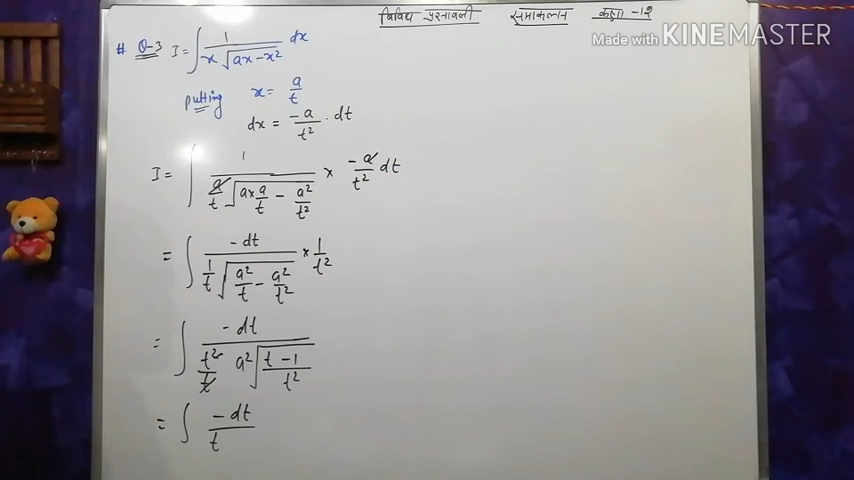 विविध प्रश्नावली समाकलन कक्षा -12
Made with KINEMASTER
# Q-3 I = ∫ 1/(x √(ax-x²)) dx
putting x = a/t
dx = -a/t² · dt
I = ∫ 1/(a/t √(a×a/t - a²/t²)) × -a/t² dt
= ∫ -dt/(1/t √(a²/t - a²/t²)) × 1/t²
= ∫ -dt/(t²/t a² √((t-1)/t²))
= ∫ -dt/t